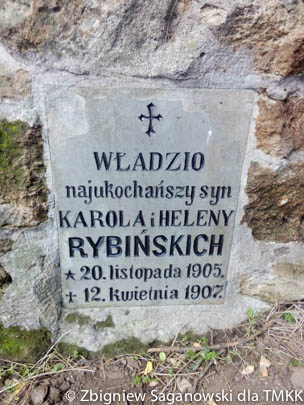 WŁADZIO
najukochańszy syn
KAROLA i HELENY
RYBIŃSKICH
* 20. listopada 1905.
+ 12. kwietnia 1907.
© Zbigniew Saganowski dla TMKK